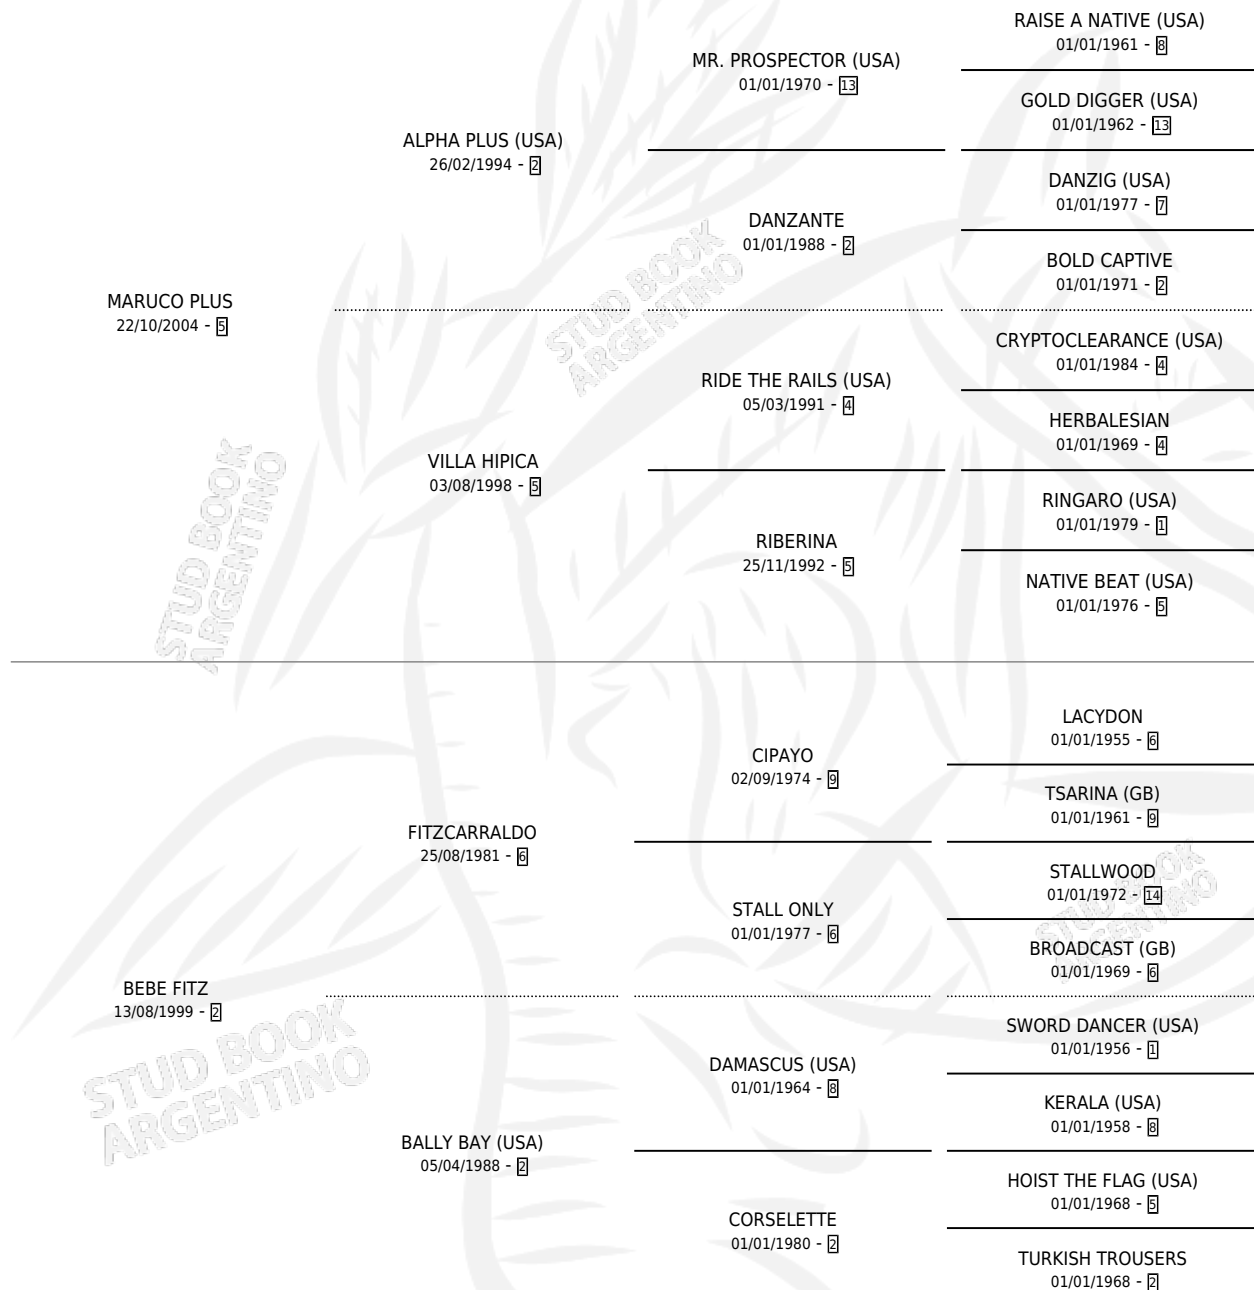 RAISE A NATIVE (USA)
01/01/1961 - 8
MR. PROSPECTOR (USA)
01/01/1970 - 13
GOLD DIGGER (USA)
01/01/1962 - 13
ALPHA PLUS (USA)
26/02/1994 - 2
DANZIG (USA)
01/01/1977 - 7
DANZANTE
01/01/1988 - 2
BOLD CAPTIVE
01/01/1971 - 2
MARUCO PLUS
22/10/2004 - 5
CRYPTOCLEARANCE (USA)
01/01/1984 - 4
RIDE THE RAILS (USA)
05/03/1991 - 4
HERBALESIAN
01/01/1969 - 4
VILLA HIPICA
03/08/1998 - 5
RINGARO (USA)
01/01/1979 - 1
RIBERINA
25/11/1992 - 5
NATIVE BEAT (USA)
01/01/1976 - 5
LACYDON
01/01/1955 - 6
CIPAYO
02/09/1974 - 9
TSARINA (GB)
01/01/1961 - 9
FITZCARRALDO
25/08/1981 - 6
STALLWOOD
01/01/1972 - 14
STALL ONLY
01/01/1977 - 6
BROADCAST (GB)
01/01/1969 - 6
BEBE FITZ
13/08/1999 - 2
SWORD DANCER (USA)
01/01/1956 - 1
DAMASCUS (USA)
01/01/1964 - 8
KERALA (USA)
01/01/1958 - 8
BALLY BAY (USA)
05/04/1988 - 2
HOIST THE FLAG (USA)
01/01/1968 - 5
CORSELETTE
01/01/1980 - 2
TURKISH TROUSERS
01/01/1968 - 2
STUD BOOK
ARGENTINO
STUD BOOK
ARGENTINO
STUD BOOK
ARGENTINO
STUD BOOK
ARGENTINO